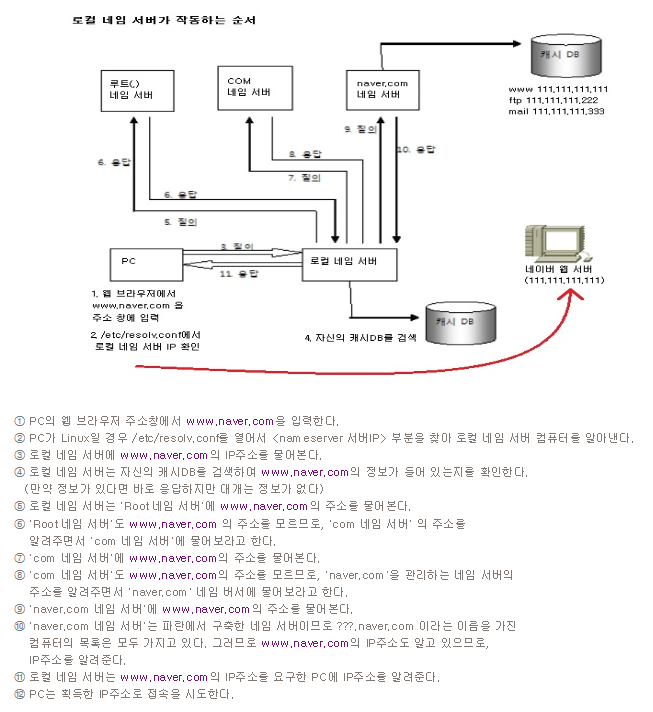 로컬 네임 서버가 작동하는 순서
캐시 DB
루트(.)
네임 서버
COM
네임 서버
naver.com
네임 서버
www 111.111.111.111
ftp 111.111.111.222
mail 111.111.111.333
9. 질의
10. 응답
8. 응답
7. 질의
6. 응답
6. 응답
5. 질의
3. 질이
PC
로컬 네임 서버
11. 응답
네이버 웹 서버
(111.111.111.111)
1. 웹 브라우저에서
www.naver.com 을
주소 창에 입력
2. /etc/resolv.conf에서
로컬 네임 서버 IP 확인
4. 자신의 캐시DB를 검색
캐시 DB
① PC의 웹 브라우저 주소창에서 www.naver.com을 입력한다.
② PC가 Linux일 경우 /etc/resolv.conf를 열어서 <nameserver 서버IP> 부분을 찾아 로컬 네임 서버 컴퓨터를 알아낸다.
③ 로컬 네임 서버에 www.naver.com의 IP주소를 물어본다.
④ 로컬 네임 서버는 자신의 캐시DB를 검색하여 www.naver.com의 정보가 들어 있는지를 확인한다.
(만약 정보가 있다면 바로 응답하지만 대개는 정보가 없다)
⑤ 로컬 네임 서버는 'Root네임 서버'에 www.naver.com의 주소를 물어본다.
⑥ 'Root네임 서버'도 www.naver.com 의 주소를 모르므로, 'com 네임 서버' 의 주소를
알려주면서 'com 네임 서버'에 물어보라고 한다.
⑦ 'com 네임 서버'에 www.naver.com의 주소를 물어본다.
⑧ 'com 네임 서버'도 www.naver.com의 주소를 모르므로, 'naver.com'을 관리하는 네임 서버의
주소를 알려주면서 'naver.com' 네임 버서에 물어보라고 한다.
⑨ 'naver.com 네임 서버'에 www.naver.com의 주소를 물어본다.
⑩ 'naver.com 네임 서버'는 파란에서 구축한 네임 서버이므로 ???.naver.com 이라는 이음을 가진
컴퓨터의 목록은 모두 가지고 있다. 그러므로 www.naver.com의 IP주소도 알고 있으므로,
IP주소를 알려준다.
⑪ 로컬 네임 서버는 www.naver.com의 IP주소를 요구한 PC에 IP주소를 알려준다.
⑫ PC는 획득한 IP주소로 접속을 시도한다.